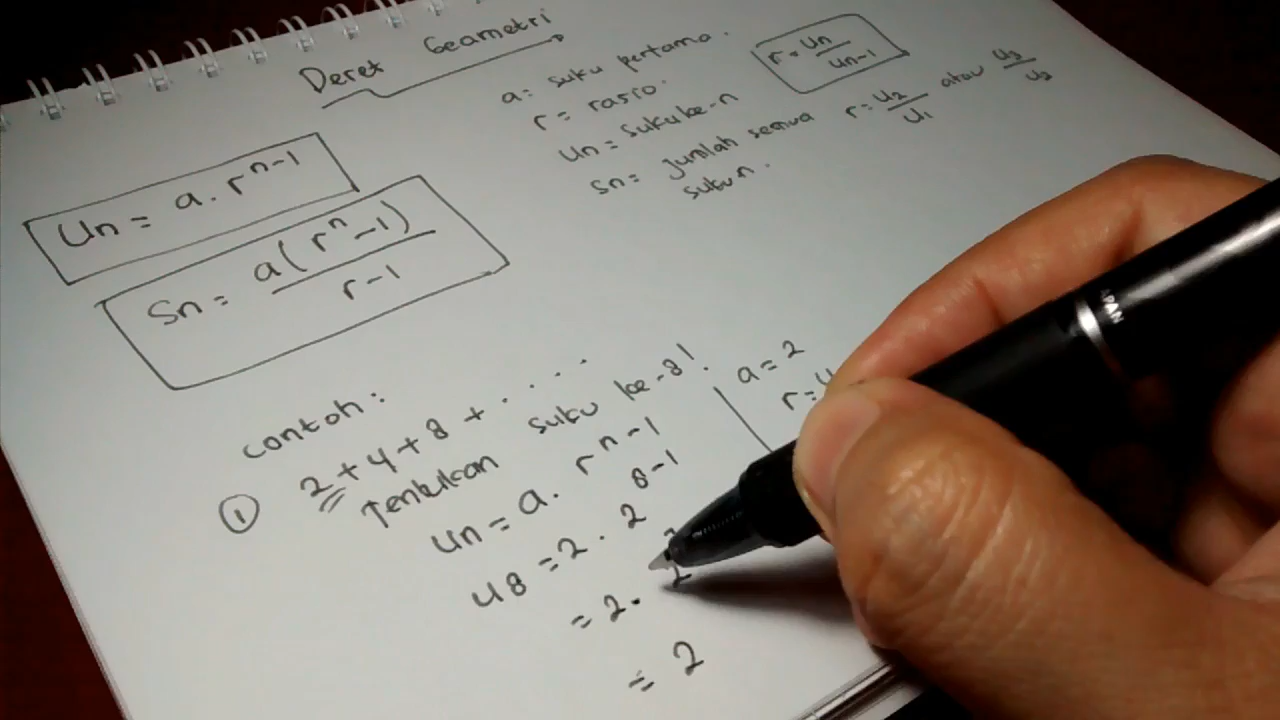 Deret Geometri
a = suku pertama.
r = rasio.
Un = suku ke-n
Sn = Jumlah semua
suku n.
r = un / un-1
r = u2 / u1 atau u3 / u2
Un = a . r^n-1
Sn = a(r^n-1) / r-1
Contoh:
① 2 + 4 + 8 + . . . .
Tentukan suku ke-8!
Un = a . r^n-1
U8 = 2 . 2^8-1
= 2 . 2
= 2
a = 2
r =
APAN